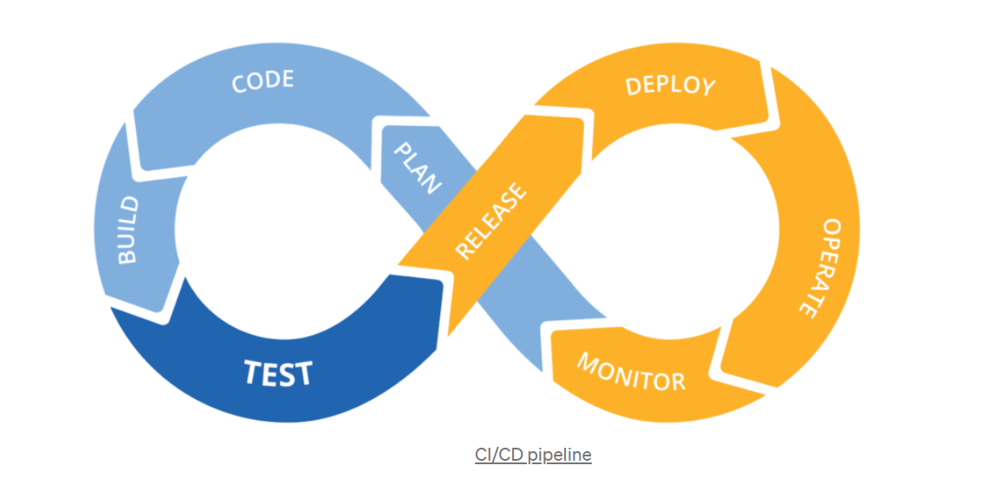 CODE
DEPLOY
PLAN
BUILD
RELEASE
OPERATE
TEST
MONITOR
CI/CD pipeline